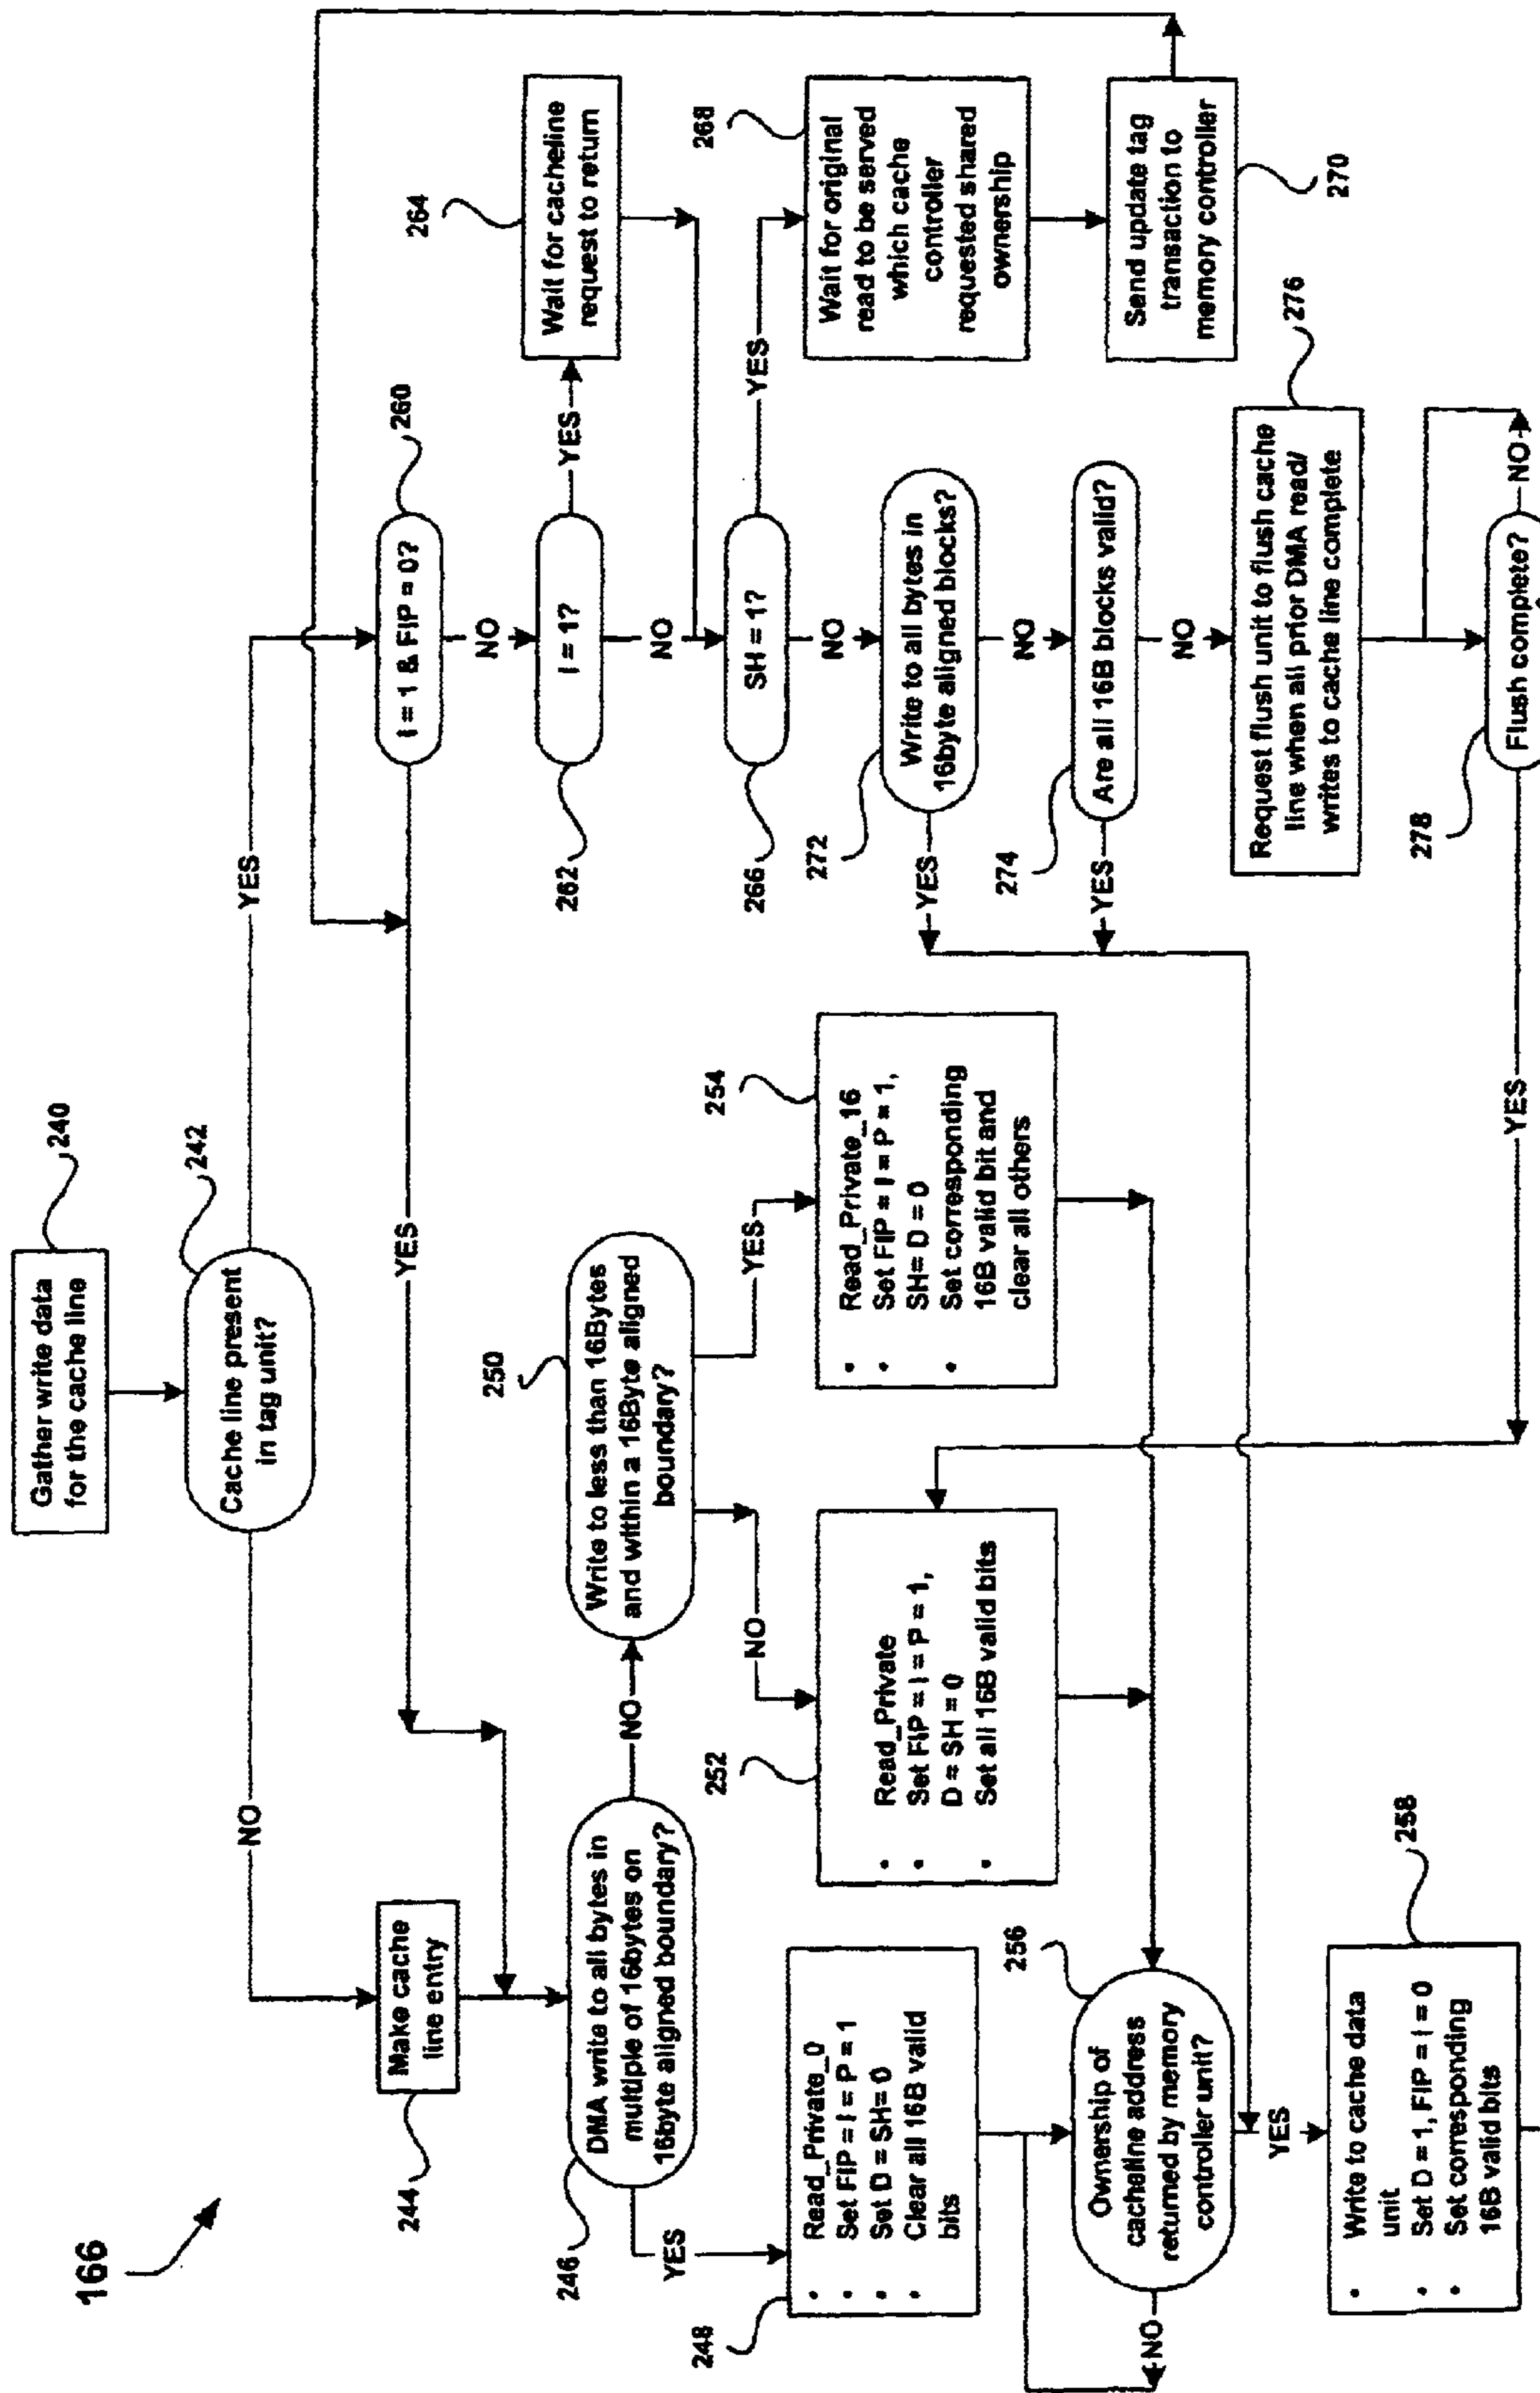 166
Gather write data
for the cache line
240
Cache line present
in tag unit?
242
NO
YES
Make cache
line entry
244
I = 1 & FIP = 0?
260
YES
NO
DMA write to all bytes in
multiple of 16bytes on
16byte aligned boundary?
246
NO
YES
Write to less than 16Bytes
and within a 16Byte aligned
boundary?
250
NO
YES
I = 1?
262
YES
NO
Wait for cacheline
request to return
264
SH = 1?
266
YES
NO
Wait for original
read to be served
which cache
controller
requested shared
ownership
268
Send update tag
transaction to
memory controller
270
• Read_Private_0
• Set FIP = I = P = 1
• Set D = SH= 0
• Clear all 16B valid
bits
248
• Read_Private
• Set FIP = I = P = 1,
D = SH = 0
• Set all 16B valid bits
252
• Read_Private_16
• Set FIP = I = P = 1,
SH= D = 0
• Set corresponding
16B valid bit and
clear all others
254
Write to all bytes in
16byte aligned blocks?
272
YES
NO
Are all 16B blocks valid?
274
YES
NO
Request flush unit to flush cache
line when all prior DMA read/
writes to cache line complete
276
Flush complete?
278
NO
YES
Ownership of
cacheline address
returned by memory
controller unit?
256
NO
YES
• Write to cache data
unit
• Set D = 1, FIP = I = 0
• Set corresponding
16B valid bits
258